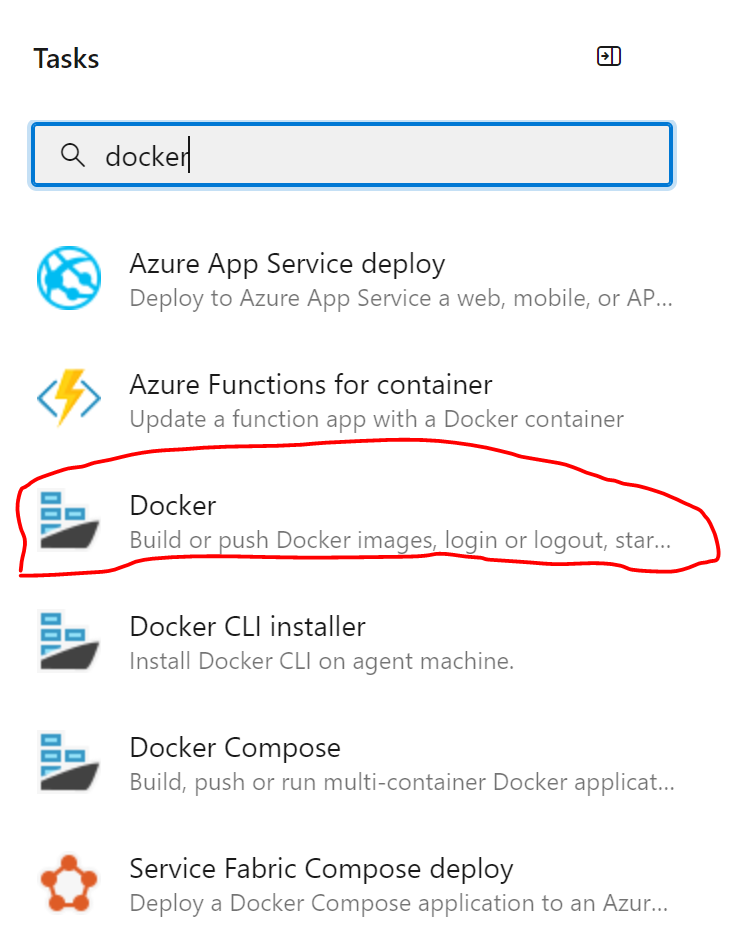 Tasks
docker
Azure App Service deploy
Deploy to Azure App Service a web, mobile, or AP...
Azure Functions for container
Update a function app with a Docker container
Docker
Build or push Docker images, login or logout, star...
Docker CLI installer
Install Docker CLI on agent machine.
Docker Compose
Build, push or run multi-container Docker applicat...
Service Fabric Compose deploy
Deploy a Docker Compose application to an Azur...